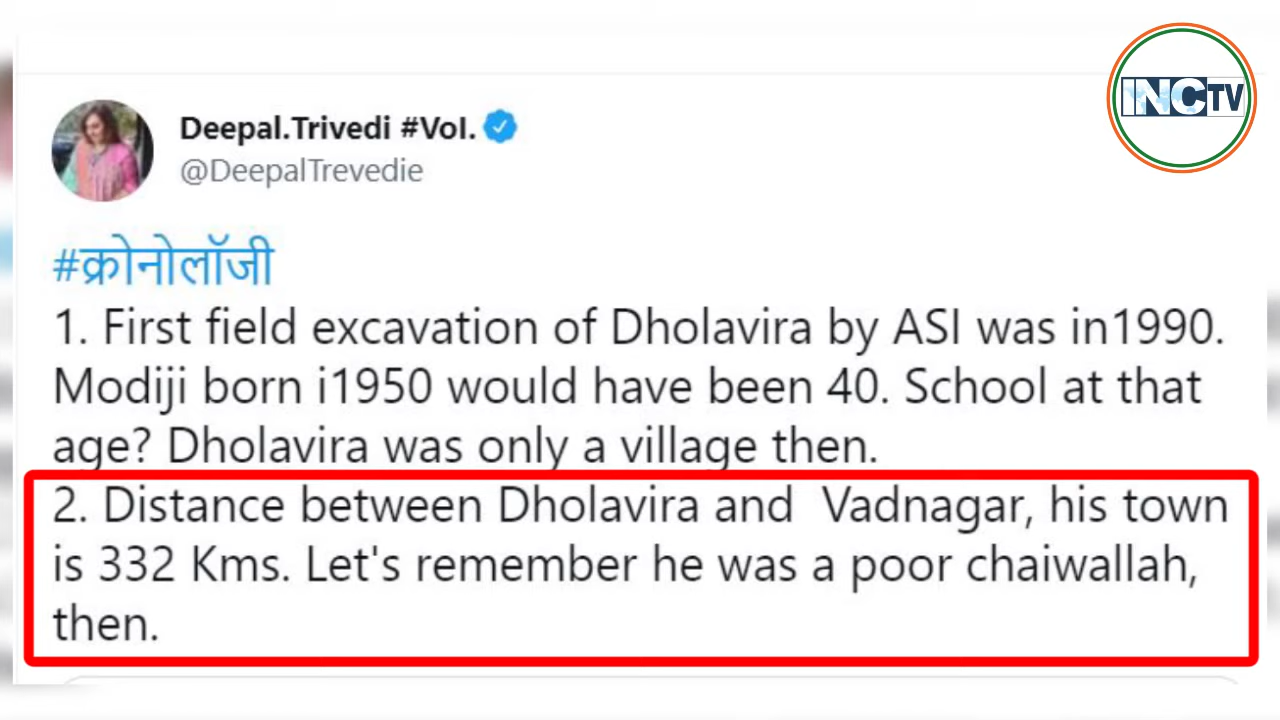 INCTV
Deepal.Trivedi #VoI.
@DeepalTrevedie
#क्रोनोलॉजी
1. First field excavation of Dholavira by ASI was in1990.
Modiji born i1950 would have been 40. School at that
age? Dholavira was only a village then.
2. Distance between Dholavira and Vadnagar, his town
is 332 Kms. Let's remember he was a poor chaiwallah,
then.